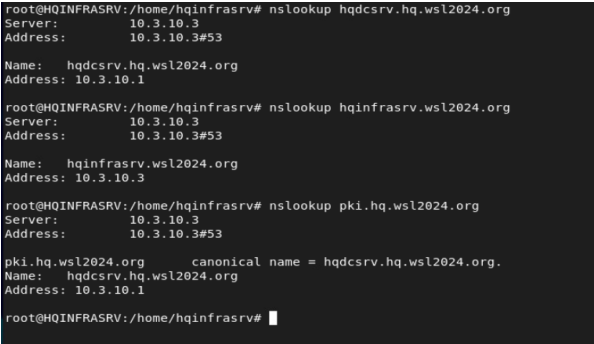 root@HQINFRASRV:/home/hqinfrasrv# nslookup hqdcsrv.hq.wsl2024.org
Server: 10.3.10.3
Address: 10.3.10.3#53
Name: hqdcsrv.hq.wsl2024.org
Address: 10.3.10.1
root@HQINFRASRV:/home/hqinfrasrv# nslookup hqinfrasrv.wsl2024.org
Server: 10.3.10.3
Address: 10.3.10.3#53
Name: hqinfrasrv.wsl2024.org
Address: 10.3.10.3
root@HQINFRASRV:/home/hqinfrasrv# nslookup pki.hq.wsl2024.org
Server: 10.3.10.3
Address: 10.3.10.3#53
pki.hq.wsl2024.org canonical name = hqdcsrv.hq.wsl2024.org.
Name: hqdcsrv.hq.wsl2024.org
Address: 10.3.10.1
root@HQINFRASRV:/home/hqinfrasrv#